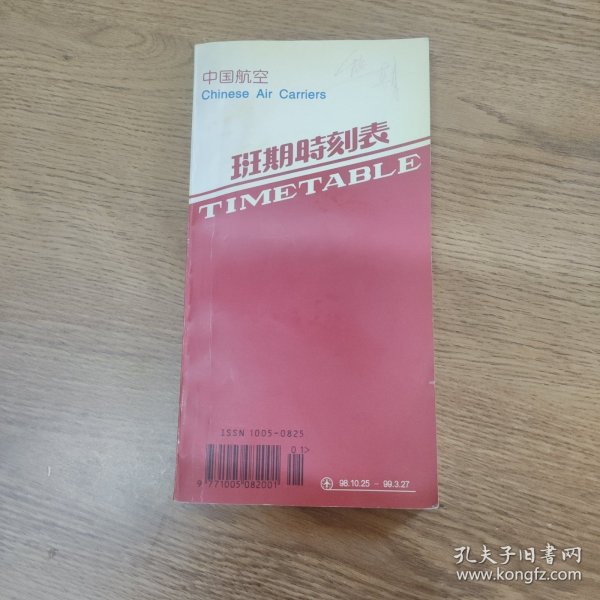 中国航空
Chinese Air Carriers
班期時刻表
TIMETABLE
ISSN 1005-0825
01>
9 771005 082001
98.10.25 - 99.3.27
孔夫子旧書网
www.kongfz.com